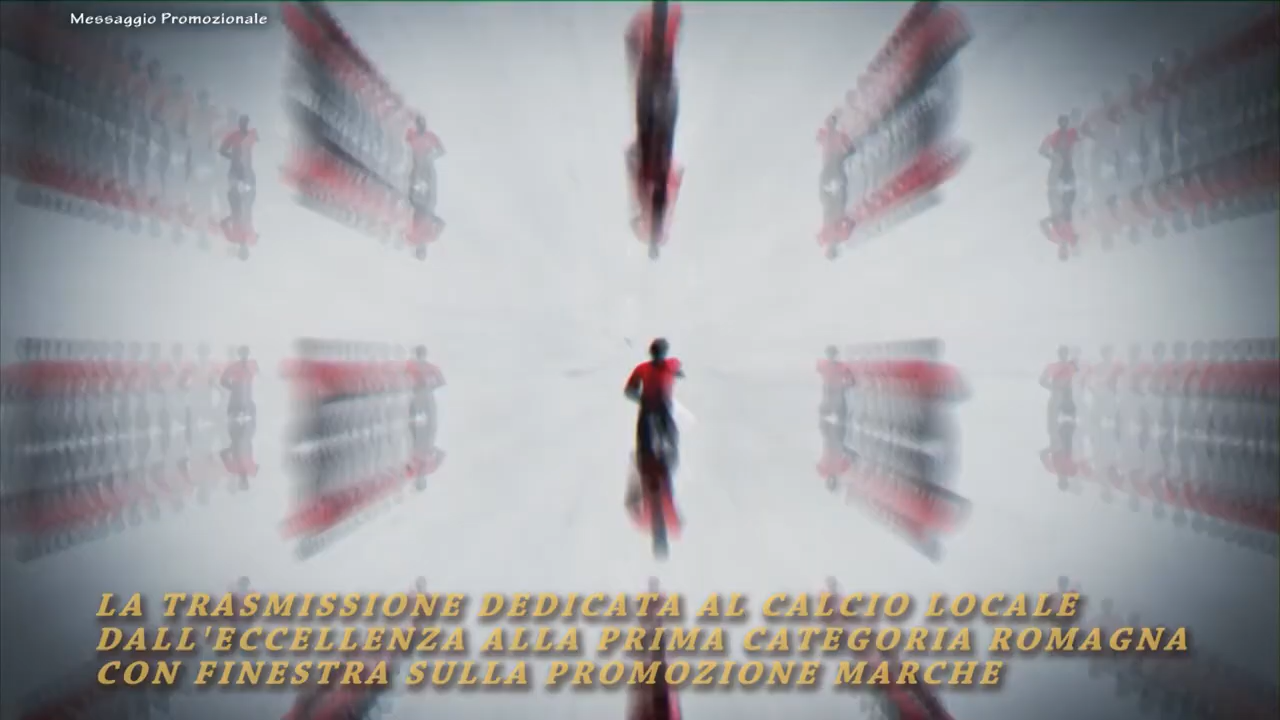 Messaggio Promozionale
LA TRASMISSIONE DEDICATA AL CALCIO LOCALE
DALL'ECCELLENZA ALLA PRIMA CATEGORIA ROMAGNA
CON FINESTRA SULLA PROMOZIONE MARCHE